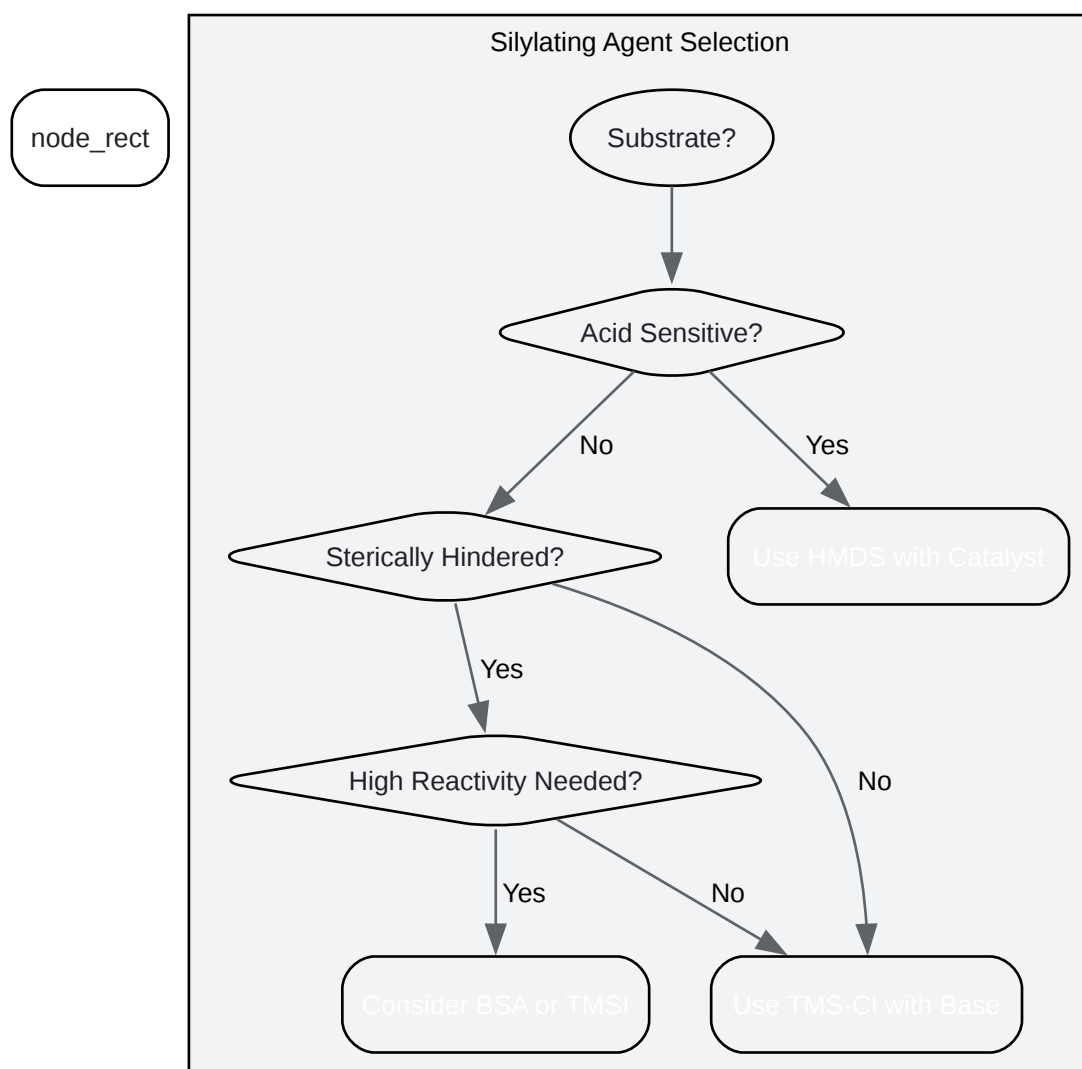 Silylating Agent Selection
node_rect
Substrate?
Acid Sensitive?
No
Yes
Sterically Hindered?
Use HMDS with Catalyst
Yes
High Reactivity Needed?
No
Yes
No
Consider BSA or TMSI
Use TMS-Cl with Base